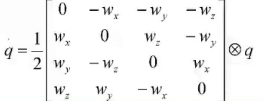 q̇ = 1/2 [ 0 −w_x −w_y −w_z
w_x 0 w_z −w_y
w_y −w_z 0 w_x
w_z w_y −w_x 0 ] ⊗ q